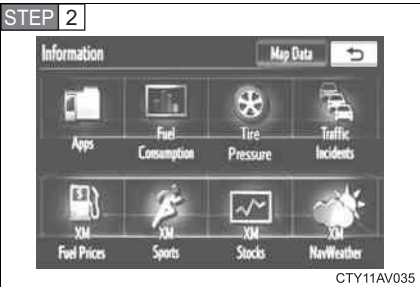 STEP 2
Information
Map Data
Apps
Fuel
Consumption
Tire
Pressure
Traffic
Incidents
XM
Fuel Prices
XM
Sports
XM
Stocks
XM
NavWeather
CTY11AV035